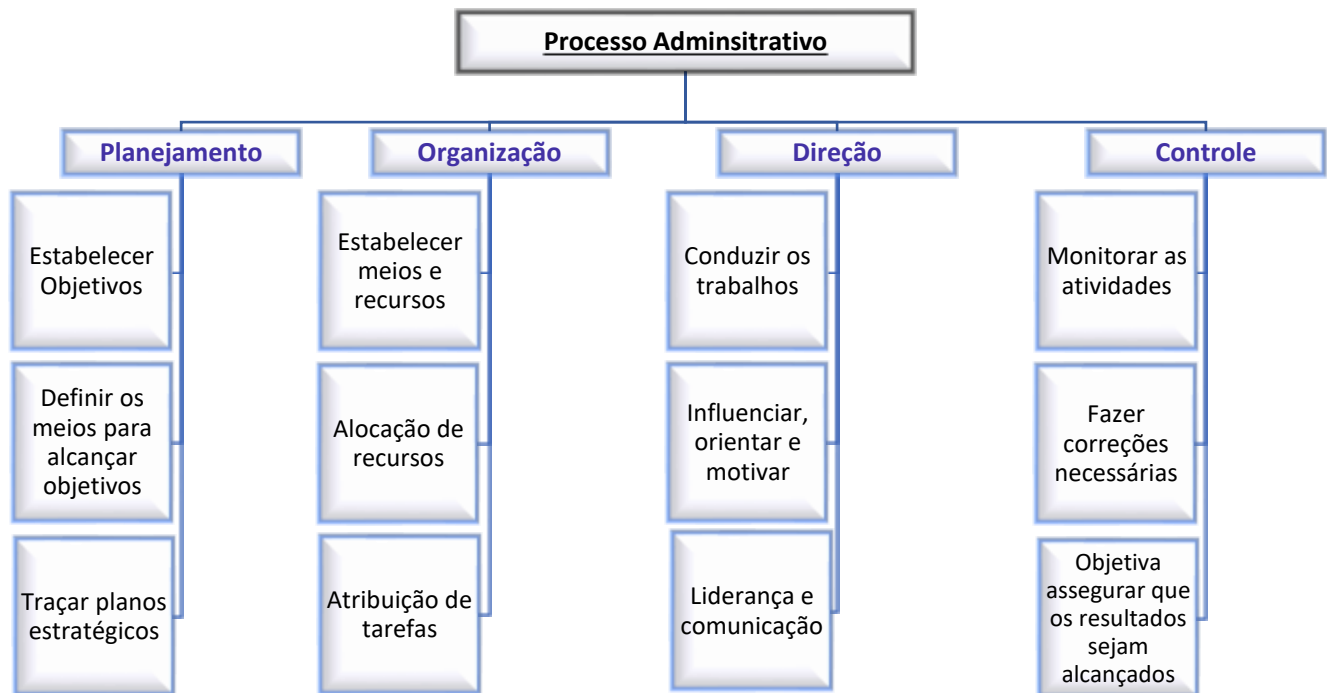 Processo Adminsitrativo
Planejamento
Organização
Direção
Controle
Estabelecer
Objetivos
Estabelecer
meios e
recursos
Conduzir os
trabalhos
Monitorar as
atividades
Definir os
meios para
alcançar
objetivos
Alocação de
recursos
Influenciar,
orientar e
motivar
Fazer
correções
necessárias
Traçar planos
estratégicos
Atribuição de
tarefas
Liderança e
comunicação
Objetiva
assegurar que
os resultados
sejam
alcançados